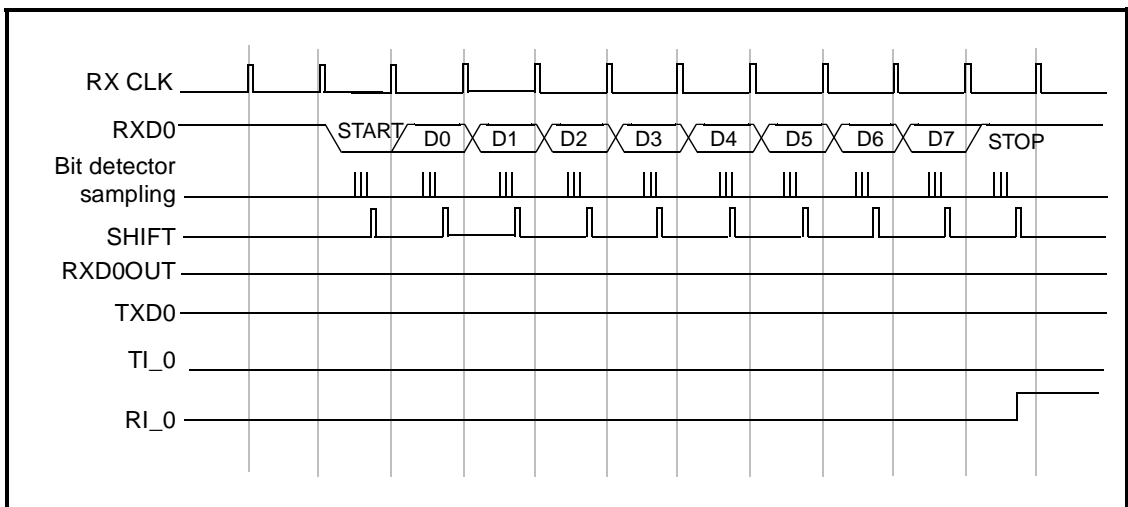 RX CLK
RXD0 START D0 D1 D2 D3 D4 D5 D6 D7 STOP
Bit detector
sampling
SHIFT
RXD0OUT
TXD0
TI_0
RI_0